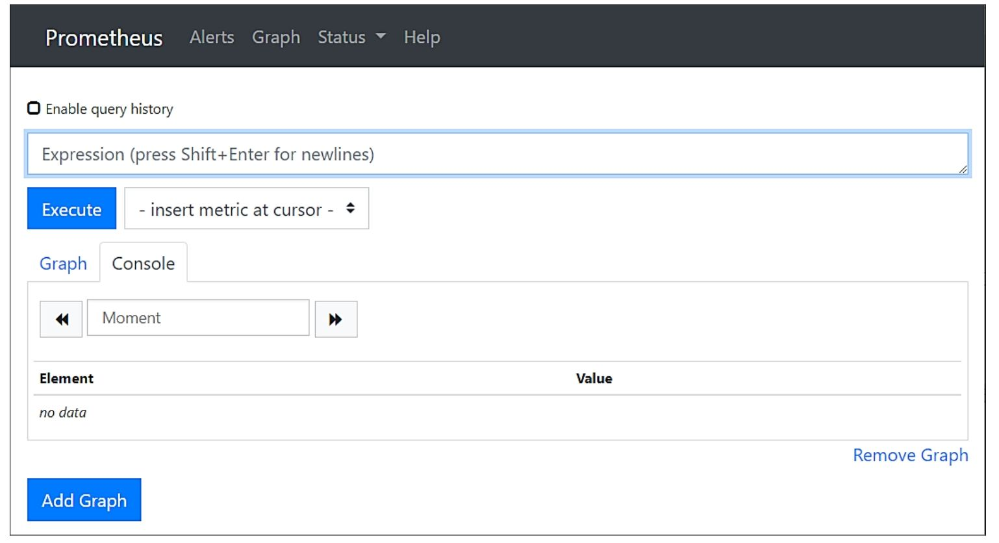 Prometheus Alerts Graph Status Help
Enable query history
Expression (press Shift+Enter for newlines)
Execute - insert metric at cursor -
Graph Console
Moment
Element Value
no data
Remove Graph
Add Graph